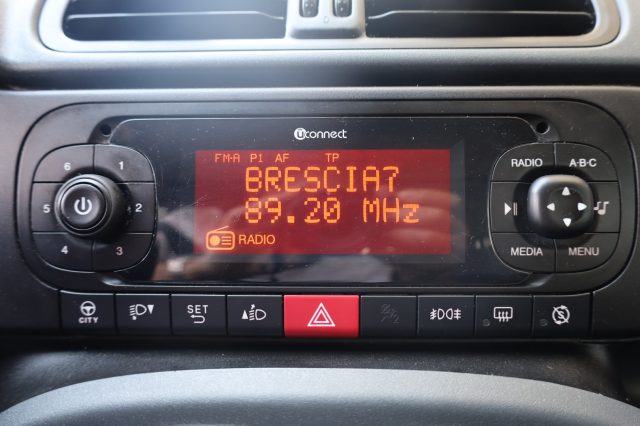 uconnect
FM-A P1 AF TP
BRESCIA7
89.20 MHz
RADIO
6 1
5 2
4 3
RADIO A·B·C
MEDIA MENU
CITY
SET